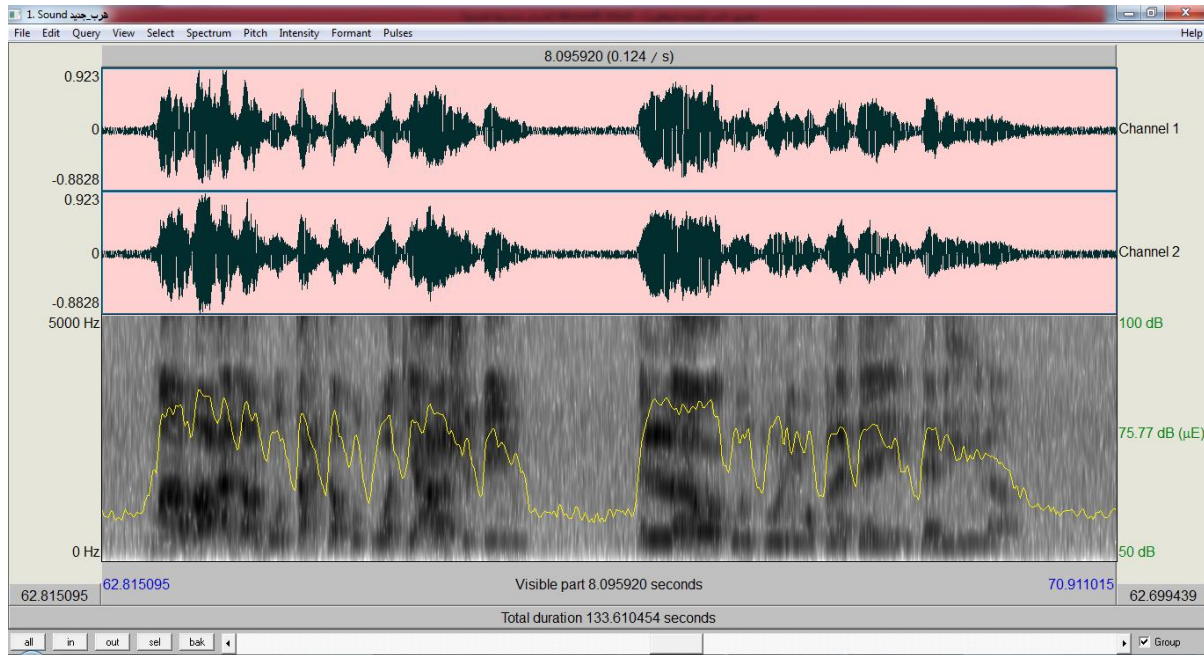 1. Sound هرب_جنيد
File Edit Query View Select Spectrum Pitch Intensity Formant Pulses Help
8.095920 (0.124 / s)
0.923
0
-0.8828
Channel 1
0.923
0
-0.8828
Channel 2
5000 Hz
0 Hz
100 dB
75.77 dB (µE)
50 dB
62.815095 62.815095 Visible part 8.095920 seconds 70.911015 62.699439
Total duration 133.610454 seconds
all in out sel bak Group